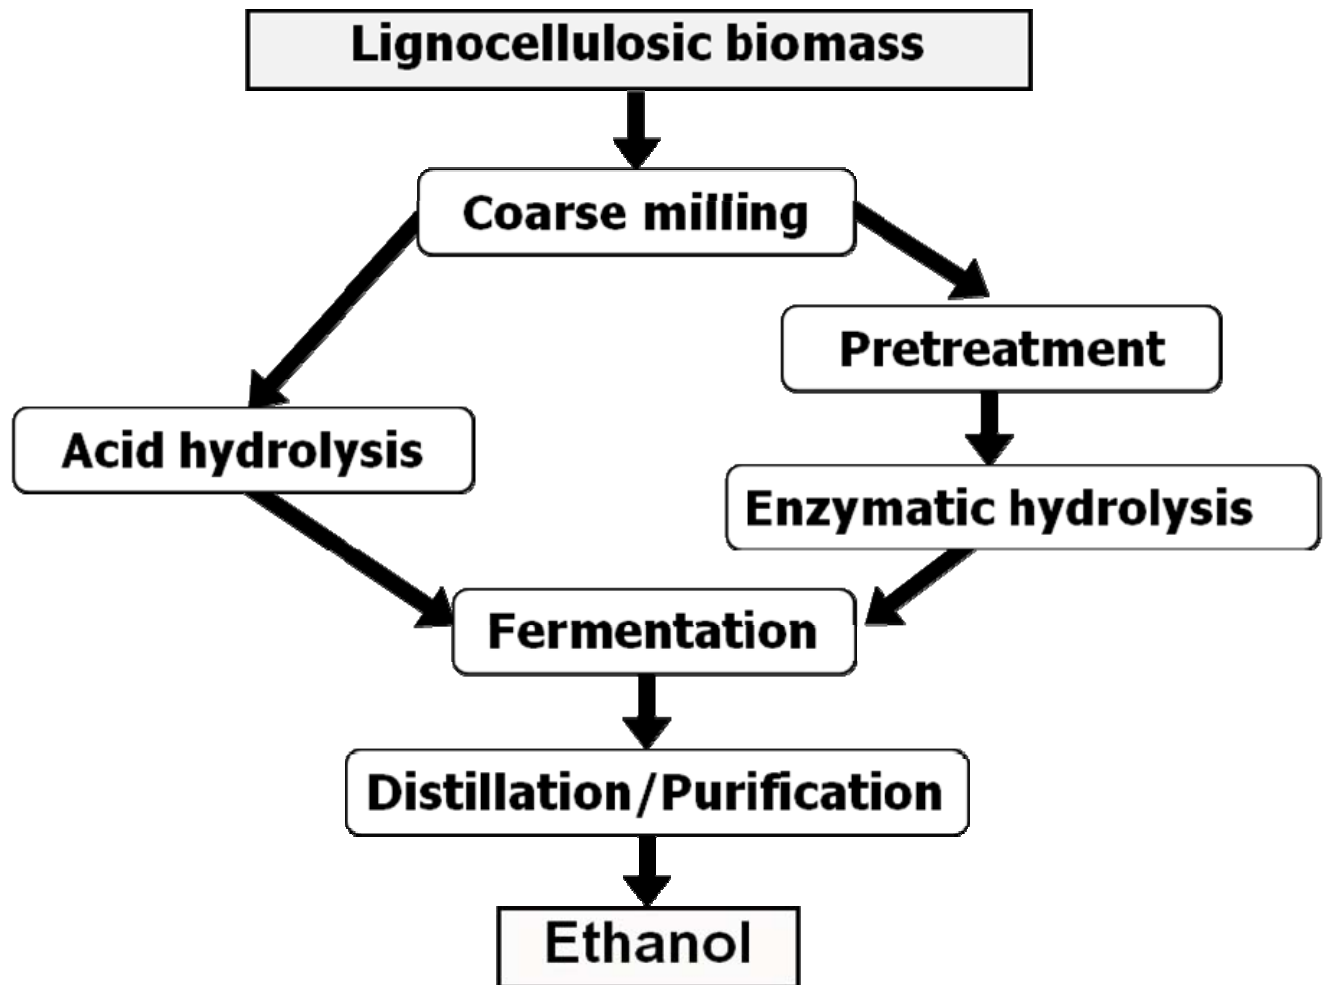 Lignocellulosic biomass
Coarse milling
Pretreatment
Acid hydrolysis
Enzymatic hydrolysis
Fermentation
Distillation/Purification
Ethanol